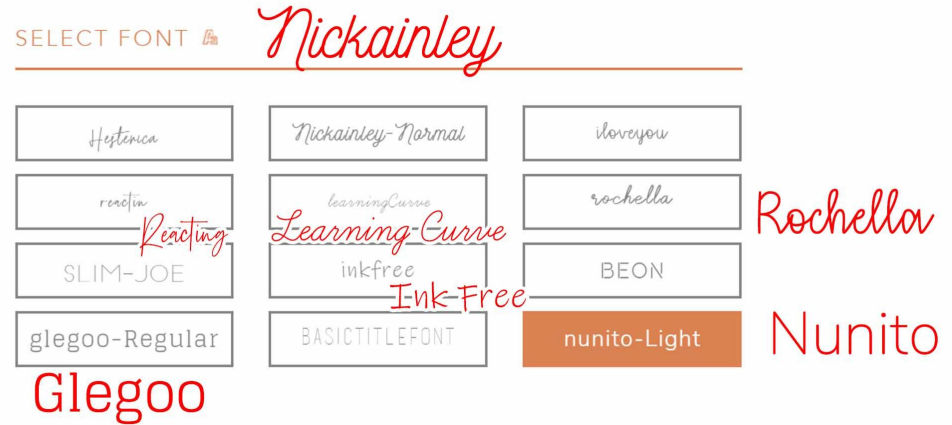 SELECT FONT Aa Nickainley
Hesterica Nickainley-Normal iloveyou
reactin learningCurve rochella
Reacting Learning Curve Rochella
SLIM-JOE inkfree BEON
Ink Free
glegoo-Regular BASICTITLEFONT nunito-Light Nunito
Glegoo